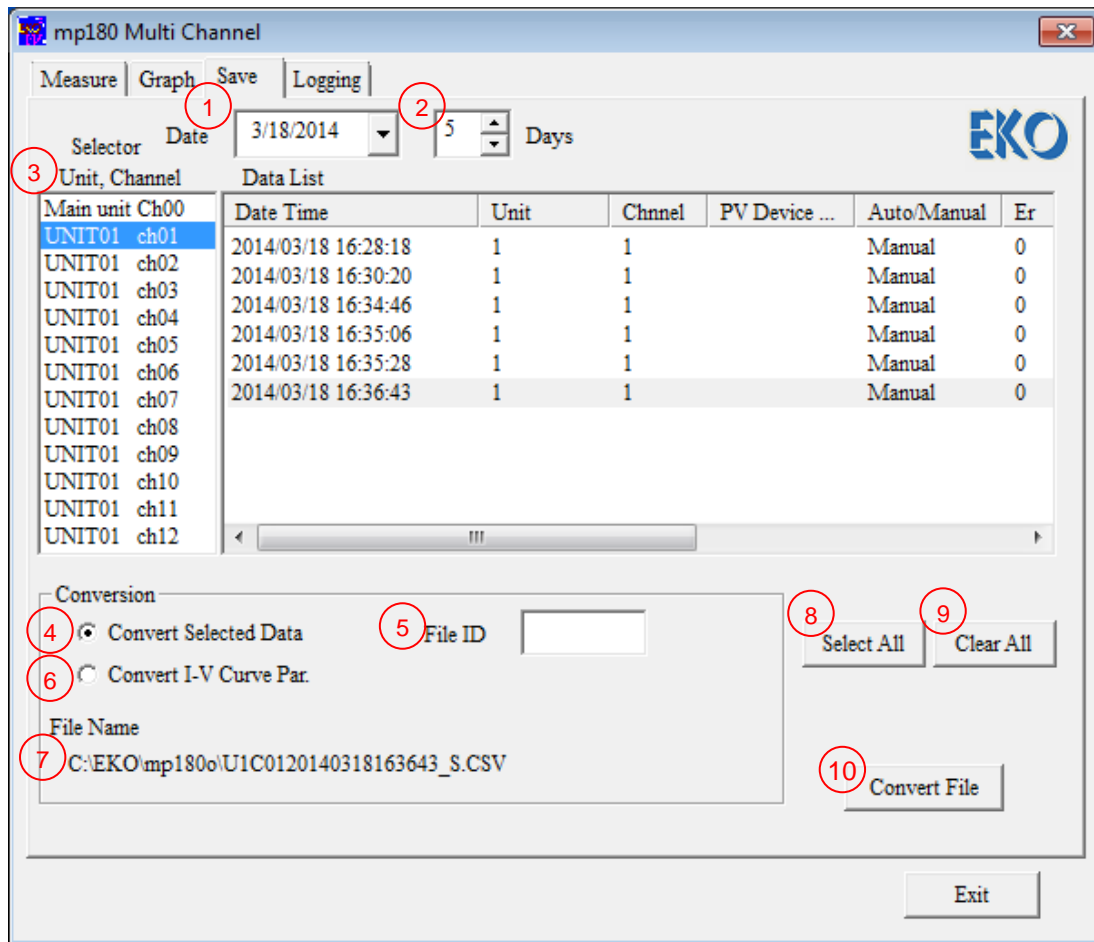 mp180 Multi Channel
Measure Graph Save Logging
1 2
Date 3/18/2014 5 Days EKO
Selector
3 Unit, Channel Data List
Main unit Ch00
UNIT01 ch01
UNIT01 ch02
UNIT01 ch03
UNIT01 ch04
UNIT01 ch05
UNIT01 ch06
UNIT01 ch07
UNIT01 ch08
UNIT01 ch09
UNIT01 ch10
UNIT01 ch11
UNIT01 ch12
Date Time Unit Chnnel PV Device ... Auto/Manual Er
2014/03/18 16:28:18 1 1 Manual 0
2014/03/18 16:30:20 1 1 Manual 0
2014/03/18 16:34:46 1 1 Manual 0
2014/03/18 16:35:06 1 1 Manual 0
2014/03/18 16:35:28 1 1 Manual 0
2014/03/18 16:36:43 1 1 Manual 0
Conversion
4 Convert Selected Data 5 File ID
6 Convert I-V Curve Par.
File Name
7 C:\EKO\mp180o\U1C0120140318163643_S.CSV
8 9
Select All Clear All
10 Convert File
Exit